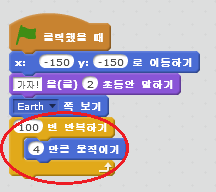 클릭했을 때
x: -150 y: -150 로 이동하기
가자! 을(를) 2 초동안 말하기
Earth 쪽 보기
100 번 반복하기
4 만큼 움직이기